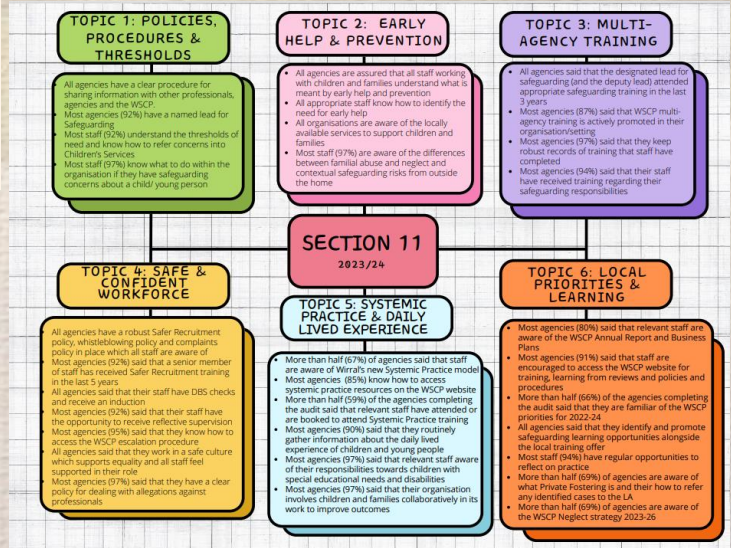 TOPIC 1: POLICIES,
PROCEDURES &
THRESHOLDS
All agencies have a clear procedure for
sharing information with other professionals,
agencies and the WSCP.
Most agencies (92%) have a named lead for
Safeguarding
Most staff (92%) understand the thresholds of
need and know how to refer concerns into
Children's Services
Most staff (97%) know what to do within the
organisation if they have safeguarding
concerns about a child/ young person
TOPIC 2: EARLY
HELP & PREVENTION
All agencies are assured that all staff working
with children and families understand what is
meant by early help and prevention
All appropriate staff know how to identify the
need for early help
All organisations are aware of the locally
available services to support children and
families
Most staff (97%) are aware of the differences
between familial abuse and neglect and
contextual safeguarding risks from outside
the home
TOPIC 3: MULTI-
AGENCY TRAINING
All agencies said that the designated lead for
safeguarding (and the deputy lead) attended
appropriate safeguarding training in the last
3 years
Most agencies (87%) said that WSCP multi-
agency training is actively promoted in their
organisation/setting
Most agencies (97%) said that they keep
robust records of training that staff have
completed
Most agencies (94%) said that their staff
have received training regarding their
safeguarding responsibilities
SECTION 11
2023/24
TOPIC 4: SAFE &
CONFIDENT
WORKFORCE
All agencies have a robust Safer Recruitment
policy, whistleblowing policy and complaints
policy in place which all staff are aware of
Most agencies (92%) said that a senior member
of staff has received Safer Recruitment training
in the last 5 years
All agencies said that their staff have DBS checks
and receive an induction
Most agencies (92%) said that their staff have
the opportunity to receive reflective supervision
Most agencies (95%) said that they know how to
access the WSCP escalation procedure
All agencies said that they work in a safe culture
which supports equality and all staff feel
supported in their role
Most agencies (97%) said that they have a clear
policy for dealing with allegations against
professionals
TOPIC 5: SYSTEMIC
PRACTICE & DAILY
LIVED EXPERIENCE
More than half (67%) of agencies said that staff
are aware of Wirral's new Systemic Practice model
Most agencies (85%) know how to access
systemic practice resources on the WSCP website
More than half (59%) of the agencies completing
the audit said that relevant staff have attended or
are booked to attend Systemic Practice training
Most agencies (90%) said that they routinely
gather information about the daily lived
experience of children and young people
Most agencies (97%) said that relevant staff aware
of their responsibilities towards children with
special educational needs and disabilities
Most agencies (97%) said that their organisation
involves children and families collaboratively in its
work to improve outcomes
TOPIC 6: LOCAL
PRIORITIES &
LEARNING
Most agencies (80%) said that relevant staff are
aware of the WSCP Annual Report and Business
Plans
Most agencies (91%) said that staff are
encouraged to access the WSCP website for
training, learning from reviews and policies and
procedures
More than half (66%) of the agencies completing
the audit said that they are familiar of the WSCP
priorities for 2022-24
All agencies said that they identify and promote
safeguarding learning opportunities alongside
the local training offer
Most staff (94%) have regular opportunities to
reflect on practice
More than half (69%) of agencies are aware of
what Private Fostering is and their how to refer
any identified cases to the LA
More than half (69%) of agencies are aware of
the WSCP Neglect strategy 2023-26